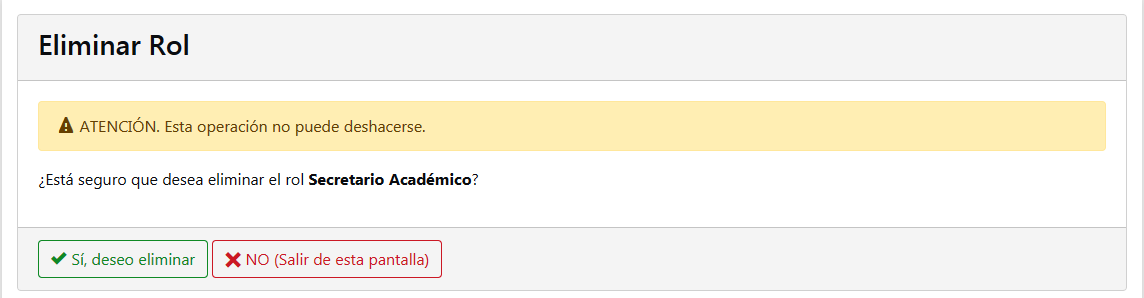 Eliminar Rol
ATENCIÓN. Esta operación no puede deshacerse.
¿Está seguro que desea eliminar el rol Secretario Académico?
Sí, deseo eliminar NO (Salir de esta pantalla)